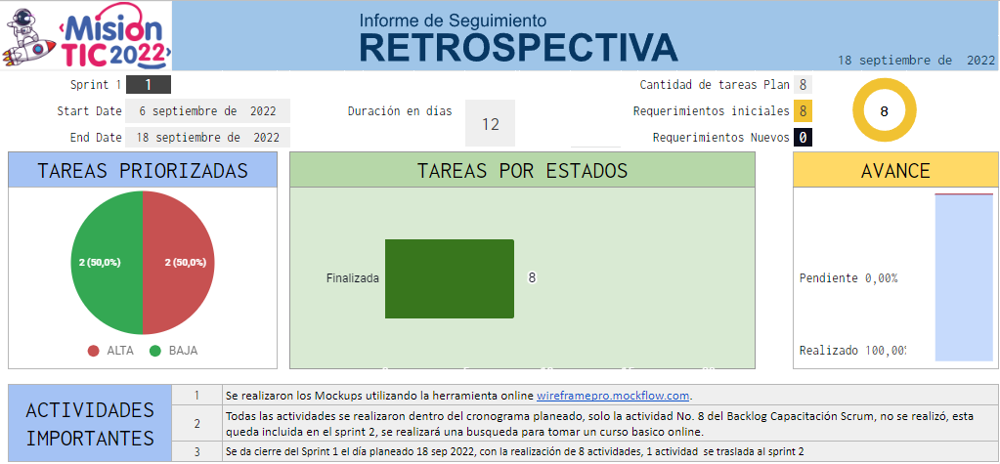 Misión
TIC 2022
Informe de Seguimiento
RETROSPECTIVA
18 septiembre de 2022
Sprint 1 1
Start Date 6 septiembre de 2022
End Date 18 septiembre de 2022
Duración en días 12
Cantidad de tareas Plan 8
Requerimientos iniciales 8
Requerimientos Nuevos 0
8
TAREAS PRIORIZADAS
2 (50,0%) 2 (50,0%)
ALTA BAJA
TAREAS POR ESTADOS
Finalizada 8
AVANCE
Pendiente 0,00%
Realizado 100,00%
ACTIVIDADES
IMPORTANTES
1 Se realizaron los Mockups utilizando la herramienta online wireframepro.mockflow.com.
2 Todas las actividades se realizaron dentro del cronograma planeado, solo la actividad No. 8 del Backlog Capacitación Scrum, no se realizó, esta
queda incluida en el sprint 2, se realizará una busqueda para tomar un curso basico online.
3 Se da cierre del Sprint 1 el día planeado 18 sep 2022, con la realización de 8 actividades, 1 actividad se traslada al sprint 2